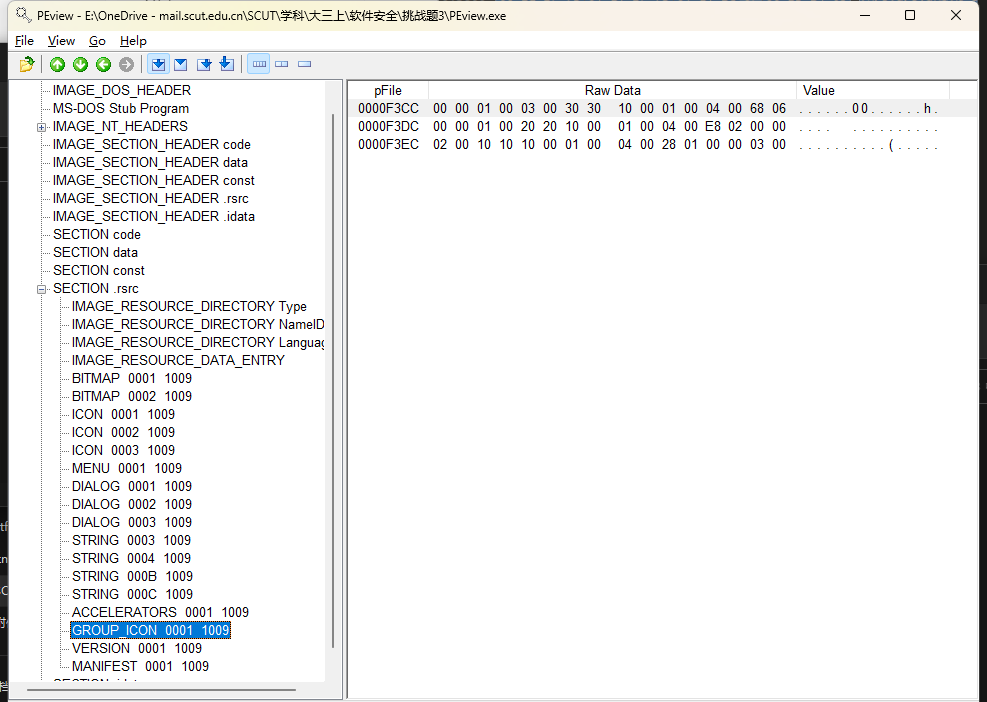 PEview - E:\OneDrive - mail.scut.edu.cn\SCUT\学科\大三上\软件安全\挑战题3\PEview.exe
File View Go Help
IMAGE_DOS_HEADER
MS-DOS Stub Program
IMAGE_NT_HEADERS
IMAGE_SECTION_HEADER code
IMAGE_SECTION_HEADER data
IMAGE_SECTION_HEADER const
IMAGE_SECTION_HEADER .rsrc
IMAGE_SECTION_HEADER .idata
SECTION code
SECTION data
SECTION const
SECTION .rsrc
IMAGE_RESOURCE_DIRECTORY Type
IMAGE_RESOURCE_DIRECTORY NameID
IMAGE_RESOURCE_DIRECTORY Languag
IMAGE_RESOURCE_DATA_ENTRY
BITMAP 0001 1009
BITMAP 0002 1009
ICON 0001 1009
ICON 0002 1009
ICON 0003 1009
MENU 0001 1009
DIALOG 0001 1009
DIALOG 0002 1009
DIALOG 0003 1009
STRING 0003 1009
STRING 0004 1009
STRING 000B 1009
STRING 000C 1009
ACCELERATORS 0001 1009
GROUP_ICON 0001 1009
VERSION 0001 1009
MANIFEST 0001 1009
pFile Raw Data Value
0000F3CC 00 00 01 00 03 00 30 30 10 00 01 00 04 00 68 06 . . . . . . 0 0 . . . . . . h .
0000F3DC 00 00 01 00 20 20 10 00 01 00 04 00 E8 02 00 00 . . . . . . . . . . . . . .
0000F3EC 02 00 10 10 10 00 01 00 04 00 28 01 00 00 03 00 . . . . . . . . . . ( . . . . .